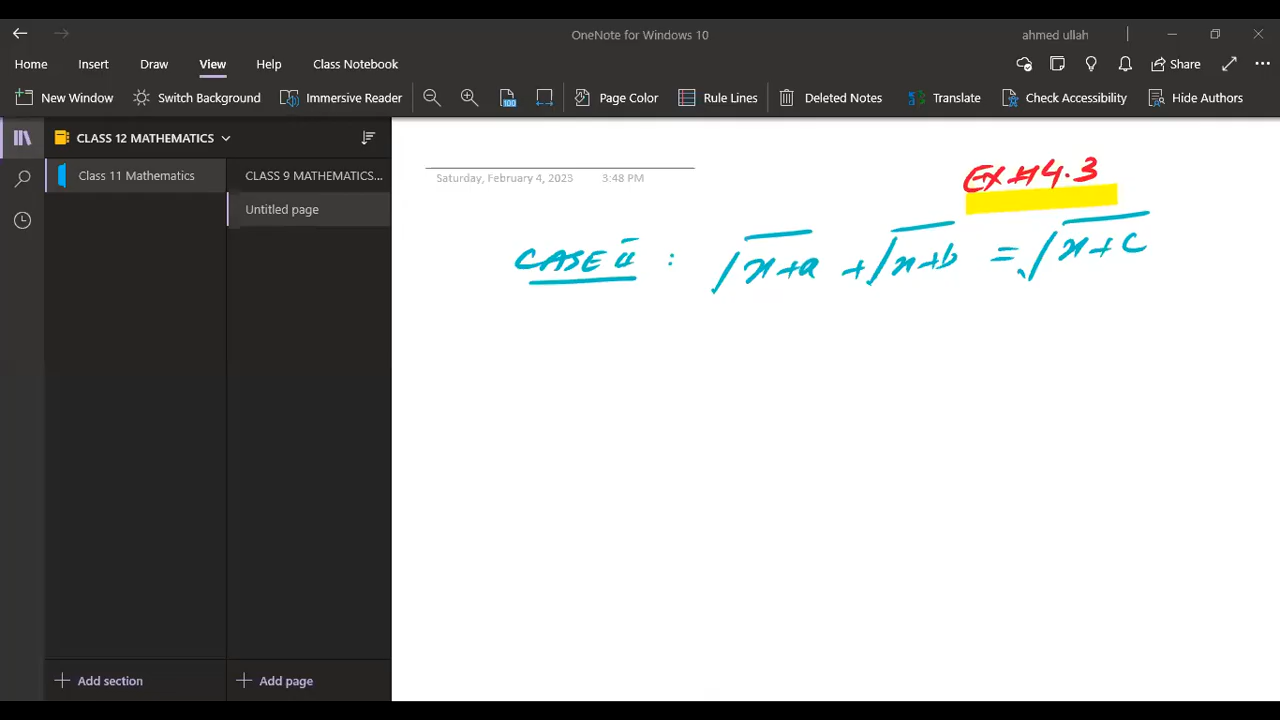 OneNote for Windows 10
ahmed ullah
Home Insert Draw View Help Class Notebook
Share
New Window Switch Background Immersive Reader Page Color Rule Lines Deleted Notes Translate Check Accessibility Hide Authors
CLASS 12 MATHEMATICS
Class 11 Mathematics
CLASS 9 MATHEMATICS...
Untitled page
Saturday, February 4, 2023 3:48 PM
EX # 4.3
CASE ii : √(x+a) + √(x+b) = √(x+c)
Add section
Add page